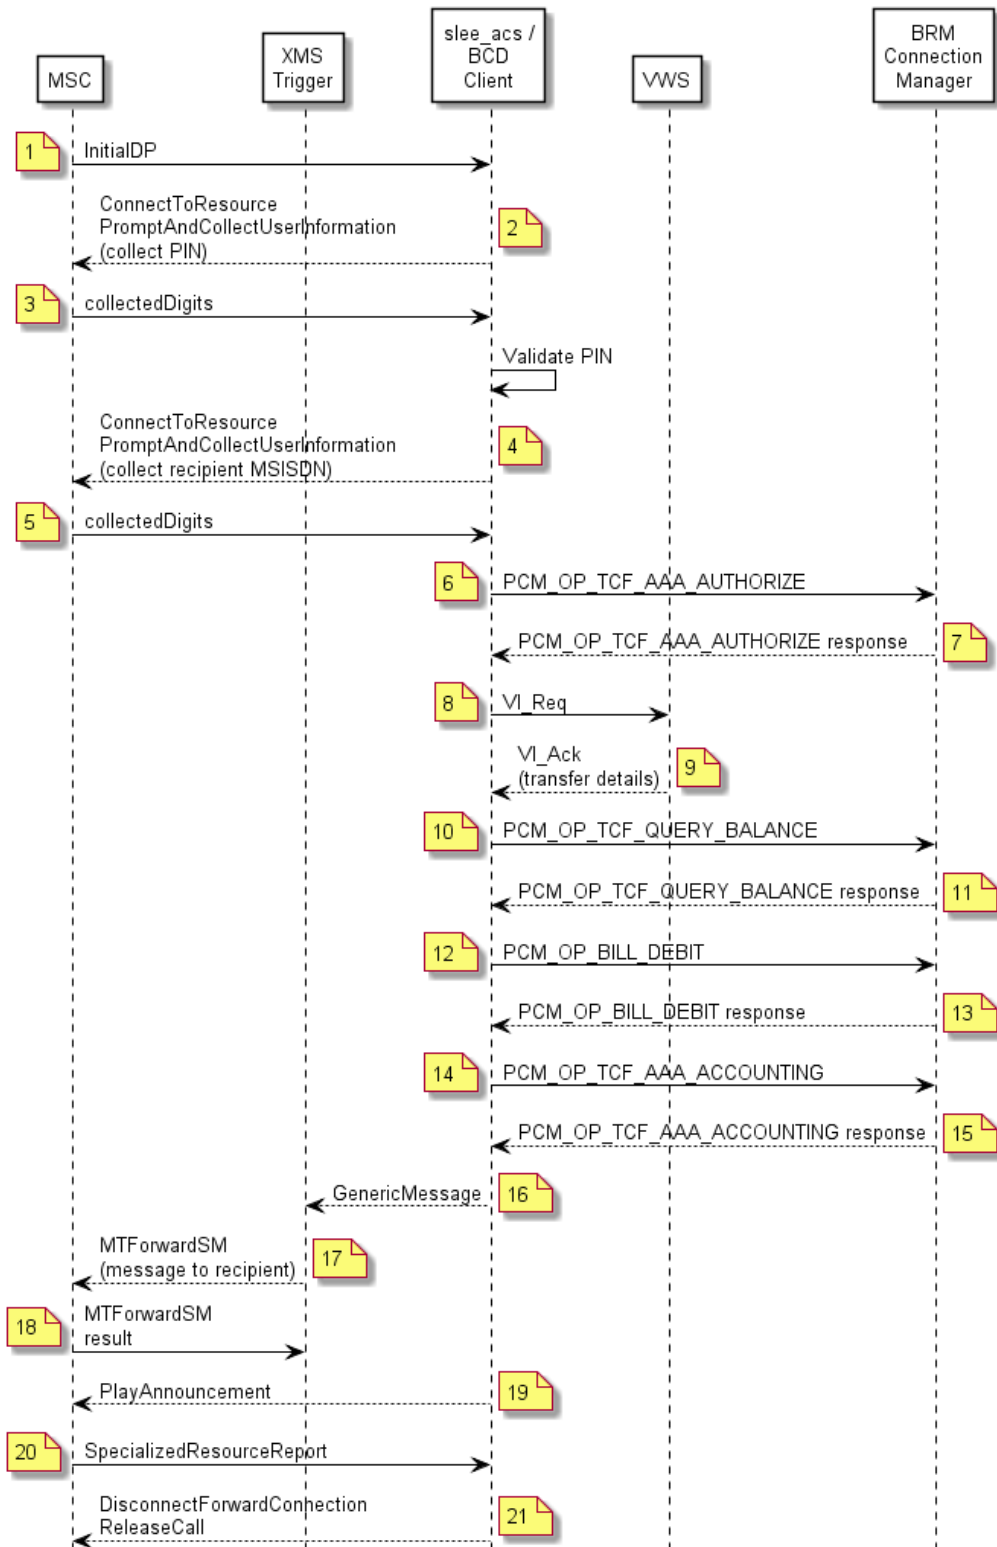 MSC
XMS
Trigger
slee_acs /
BCD
Client
VWS
BRM
Connection
Manager
1
InitialDP
ConnectToResource
PromptAndCollectUserInformation
(collect PIN)
2
3
collectedDigits
Validate PIN
ConnectToResource
PromptAndCollectUserInformation
(collect recipient MSISDN)
4
5
collectedDigits
6
PCM_OP_TCF_AAA_AUTHORIZE
PCM_OP_TCF_AAA_AUTHORIZE response
7
8
VI_Req
VI_Ack
(transfer details)
9
10
PCM_OP_TCF_QUERY_BALANCE
PCM_OP_TCF_QUERY_BALANCE response
11
12
PCM_OP_BILL_DEBIT
PCM_OP_BILL_DEBIT response
13
14
PCM_OP_TCF_AAA_ACCOUNTING
PCM_OP_TCF_AAA_ACCOUNTING response
15
GenericMessage
16
MTForwardSM
(message to recipient)
17
18
MTForwardSM
result
PlayAnnouncement
19
20
SpecializedResourceReport
DisconnectForwardConnection
ReleaseCall
21